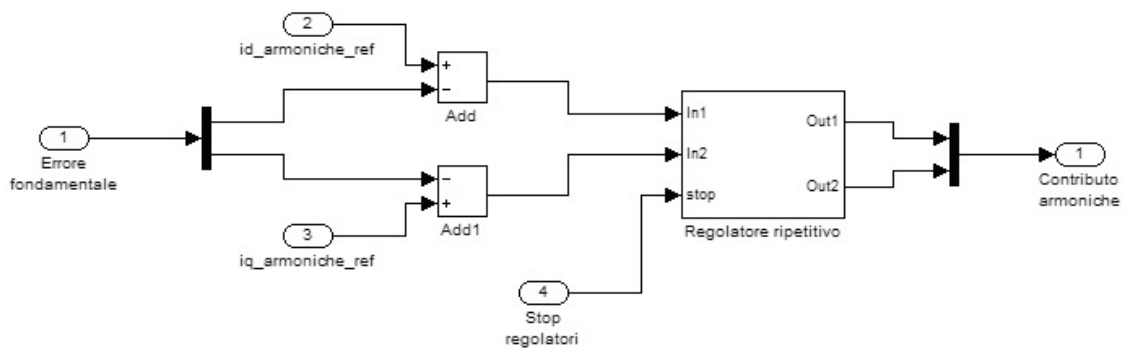 2
id_armoniche_ref
+
−
Add
1
Errore
fondamentale
−
+
Add1
3
iq_armoniche_ref
In1
In2
stop
Out1
Out2
Regolatore ripetitivo
4
Stop
regolatori
1
Contributo
armoniche